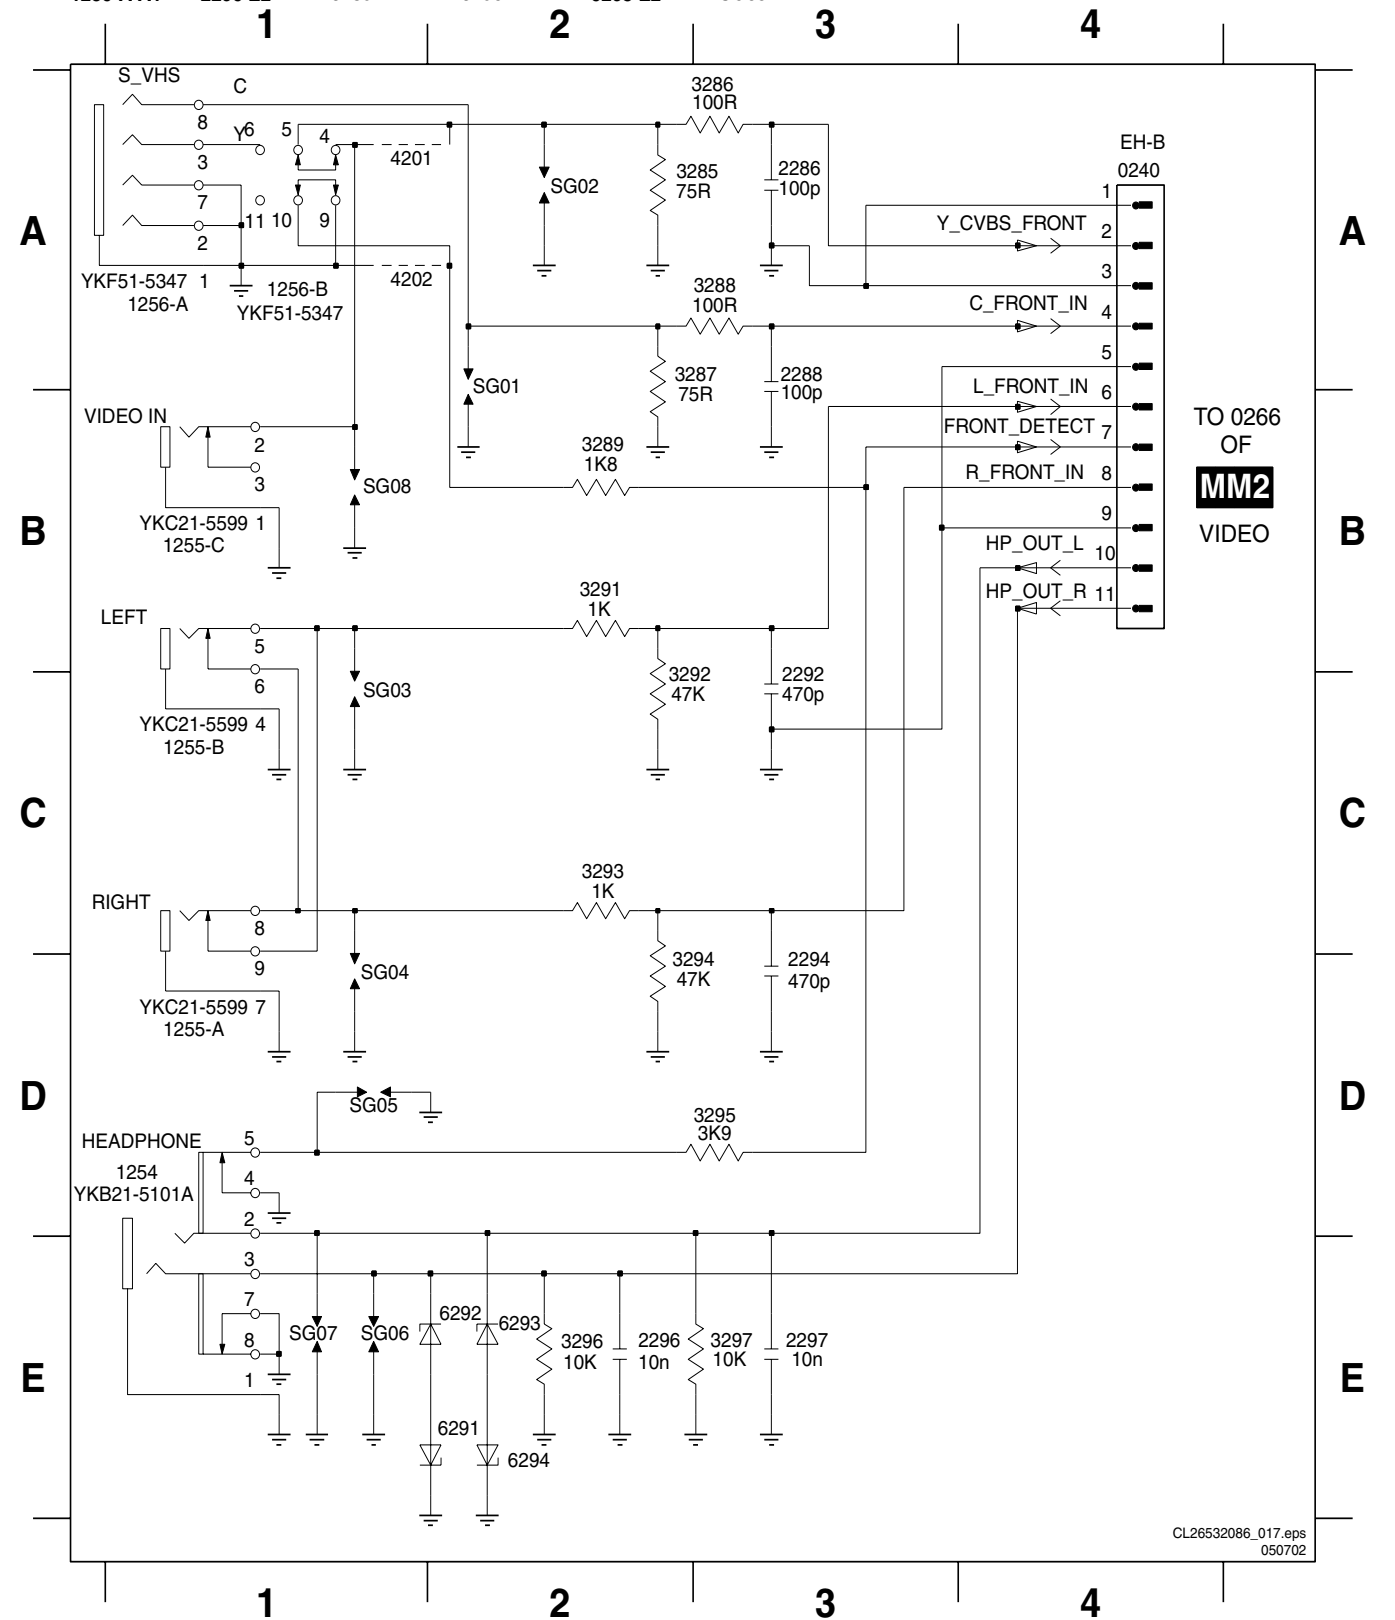 1
2
3
4
S_VHS
C
8
Y
6
5
4
4201
3
7
11
10
9
2
4202
YKF51-5347
1
1256-A
1256-B
YKF51-5347
3286
100R
SG02
3285
75R
2286
100p
EH-B
0240
1
Y_CVBS_FRONT
2
3
A
A
3288
100R
C_FRONT_IN
4
SG01
3287
75R
2288
100p
5
L_FRONT_IN
6
FRONT_DETECT
7
R_FRONT_IN
8
9
HP_OUT_L
10
HP_OUT_R
11
TO 0266
OF
MM2
VIDEO
VIDEO IN
2
3
SG08
YKC21-5599
1
1255-C
3289
1K8
B
B
LEFT
5
6
SG03
YKC21-5599
4
1255-B
3291
1K
3292
47K
2292
470p
C
C
RIGHT
8
9
SG04
YKC21-5599
7
1255-A
3293
1K
3294
47K
2294
470p
D
D
SG05
3295
3K9
HEADPHONE
5
1254
4
YKB21-5101A
2
3
7
8
1
SG07
SG06
6292
6293
3296
10K
2296
10n
3297
10K
2297
10n
6291
6294
E
E
CL26532086_017.eps
050702
1
2
3
4